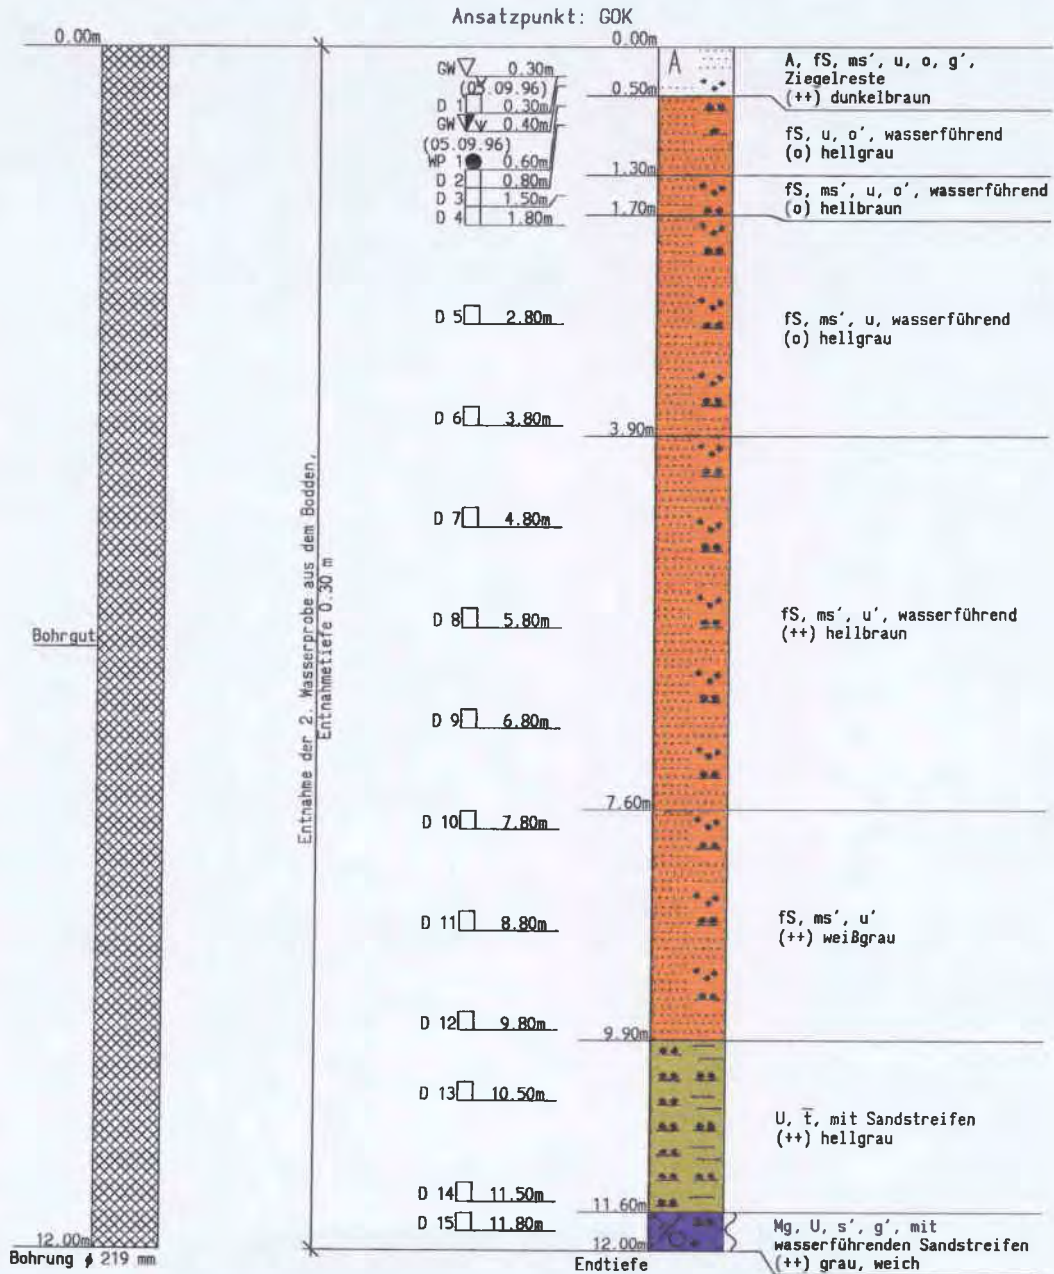 Ansatzpunkt: GOK
0.00m
0.00m
GW 0.30m
(05.09.96)
D 1 0.30m
GW 0.40m
(05.09.96)
WP 1 0.60m
D 2 0.80m
D 3 1.50m
D 4 1.80m
D 5 2.80m
D 6 3.80m
D 7 4.80m
D 8 5.80m
D 9 6.80m
D 10 7.80m
D 11 8.80m
D 12 9.80m
D 13 10.50m
D 14 11.50m
D 15 11.80m
Entnahme der 2. Wasserprobe aus dem Bodden,
Entnahmetiefe 0.30 m
Bohrgut
12.00m
Bohrung ϕ 219 mm
A
0.50m
1.30m
1.70m
3.90m
7.60m
9.90m
11.60m
12.00m
Endtiefe
A, fS, ms′, u, o, g′,
Ziegelreste
(++) dunkelbraun
fS, u, o′, wasserführend
(o) hellgrau
fS, ms′, u, o′, wasserführend
(o) hellbraun
fS, ms′, u, wasserführend
(o) hellgrau
fS, ms′, u′, wasserführend
(++) hellbraun
fS, ms′, u′
(++) weißgrau
U, t̅, mit Sandstreifen
(++) hellgrau
Mg, U, s′, g′, mit
wasserführenden Sandstreifen
(++) grau, weich